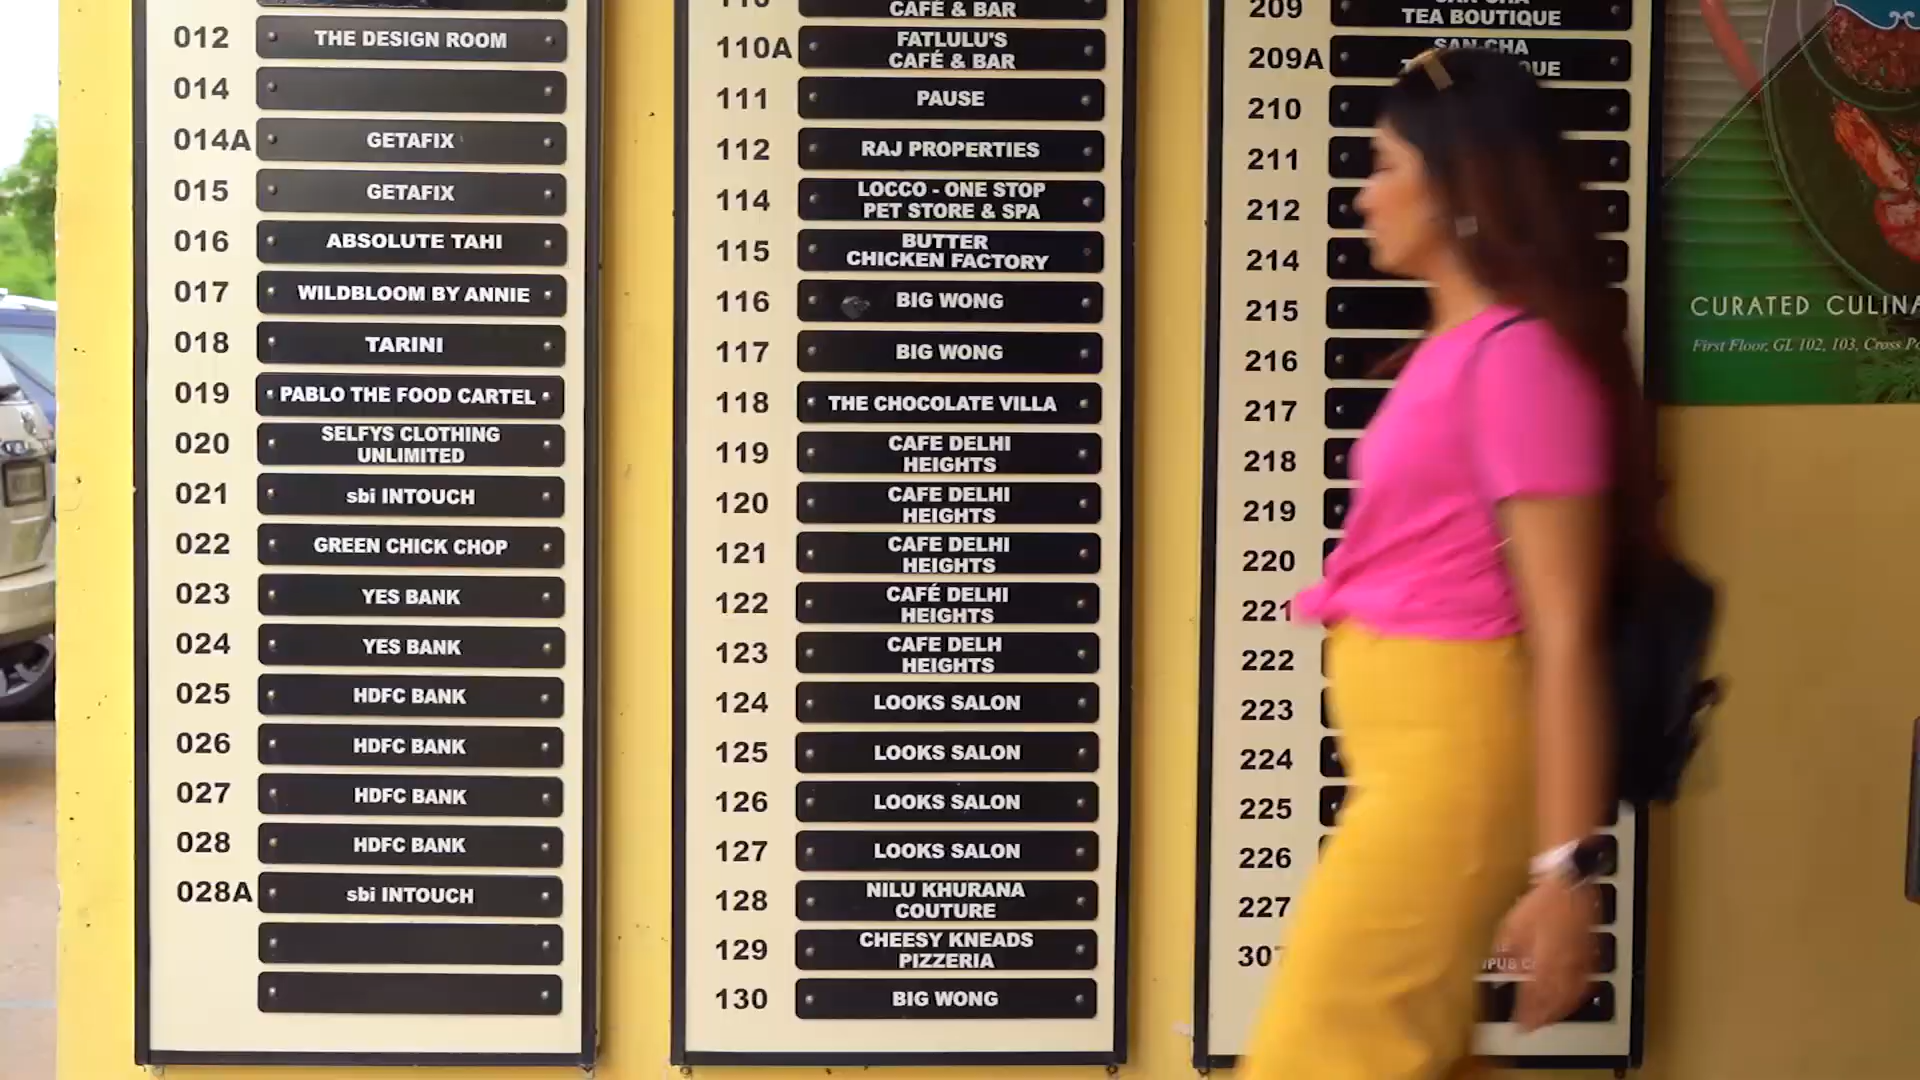 012 THE DESIGN ROOM
014
014A GETAFIX
015 GETAFIX
016 ABSOLUTE TAHI
017 WILDBLOOM BY ANNIE
018 TARINI
019 PABLO THE FOOD CARTEL
020 SELFYS CLOTHING
UNLIMITED
021 sbi INTOUCH
022 GREEN CHICK CHOP
023 YES BANK
024 YES BANK
025 HDFC BANK
026 HDFC BANK
027 HDFC BANK
028 HDFC BANK
028A sbi INTOUCH
CAFÉ & BAR
110A FATLULU'S
CAFÉ & BAR
111 PAUSE
112 RAJ PROPERTIES
114 LOCCO - ONE STOP
PET STORE & SPA
115 BUTTER
CHICKEN FACTORY
116 BIG WONG
117 BIG WONG
118 THE CHOCOLATE VILLA
119 CAFE DELHI
HEIGHTS
120 CAFE DELHI
HEIGHTS
121 CAFE DELHI
HEIGHTS
122 CAFÉ DELHI
HEIGHTS
123 CAFE DELH
HEIGHTS
124 LOOKS SALON
125 LOOKS SALON
126 LOOKS SALON
127 LOOKS SALON
128 NILU KHURANA
COUTURE
129 CHEESY KNEADS
PIZZERIA
130 BIG WONG
209
TEA BOUTIQUE
209A SAN-CHA
210
211
212
214
215
216
217
218
219
220
221
222
223
224
225
226
227
307
CURATED
First Floor, GL 102, 103, Cross